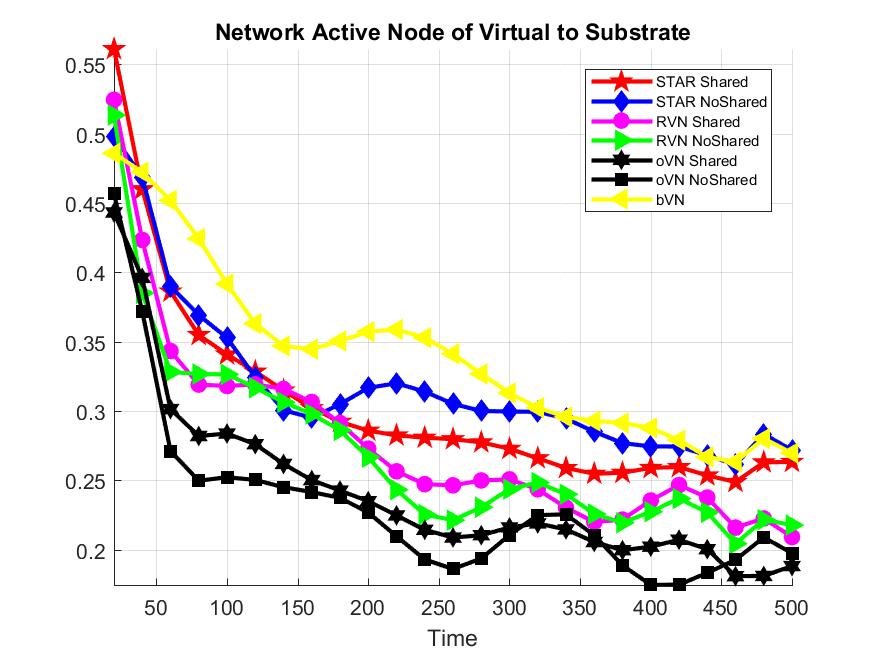 Network Active Node of Virtual to Substrate
0.55
0.5
0.45
0.4
0.35
0.3
0.25
0.2
STAR Shared
STAR NoShared
RVN Shared
RVN NoShared
oVN Shared
oVN NoShared
bVN
50 100 150 200 250 300 350 400 450 500
Time